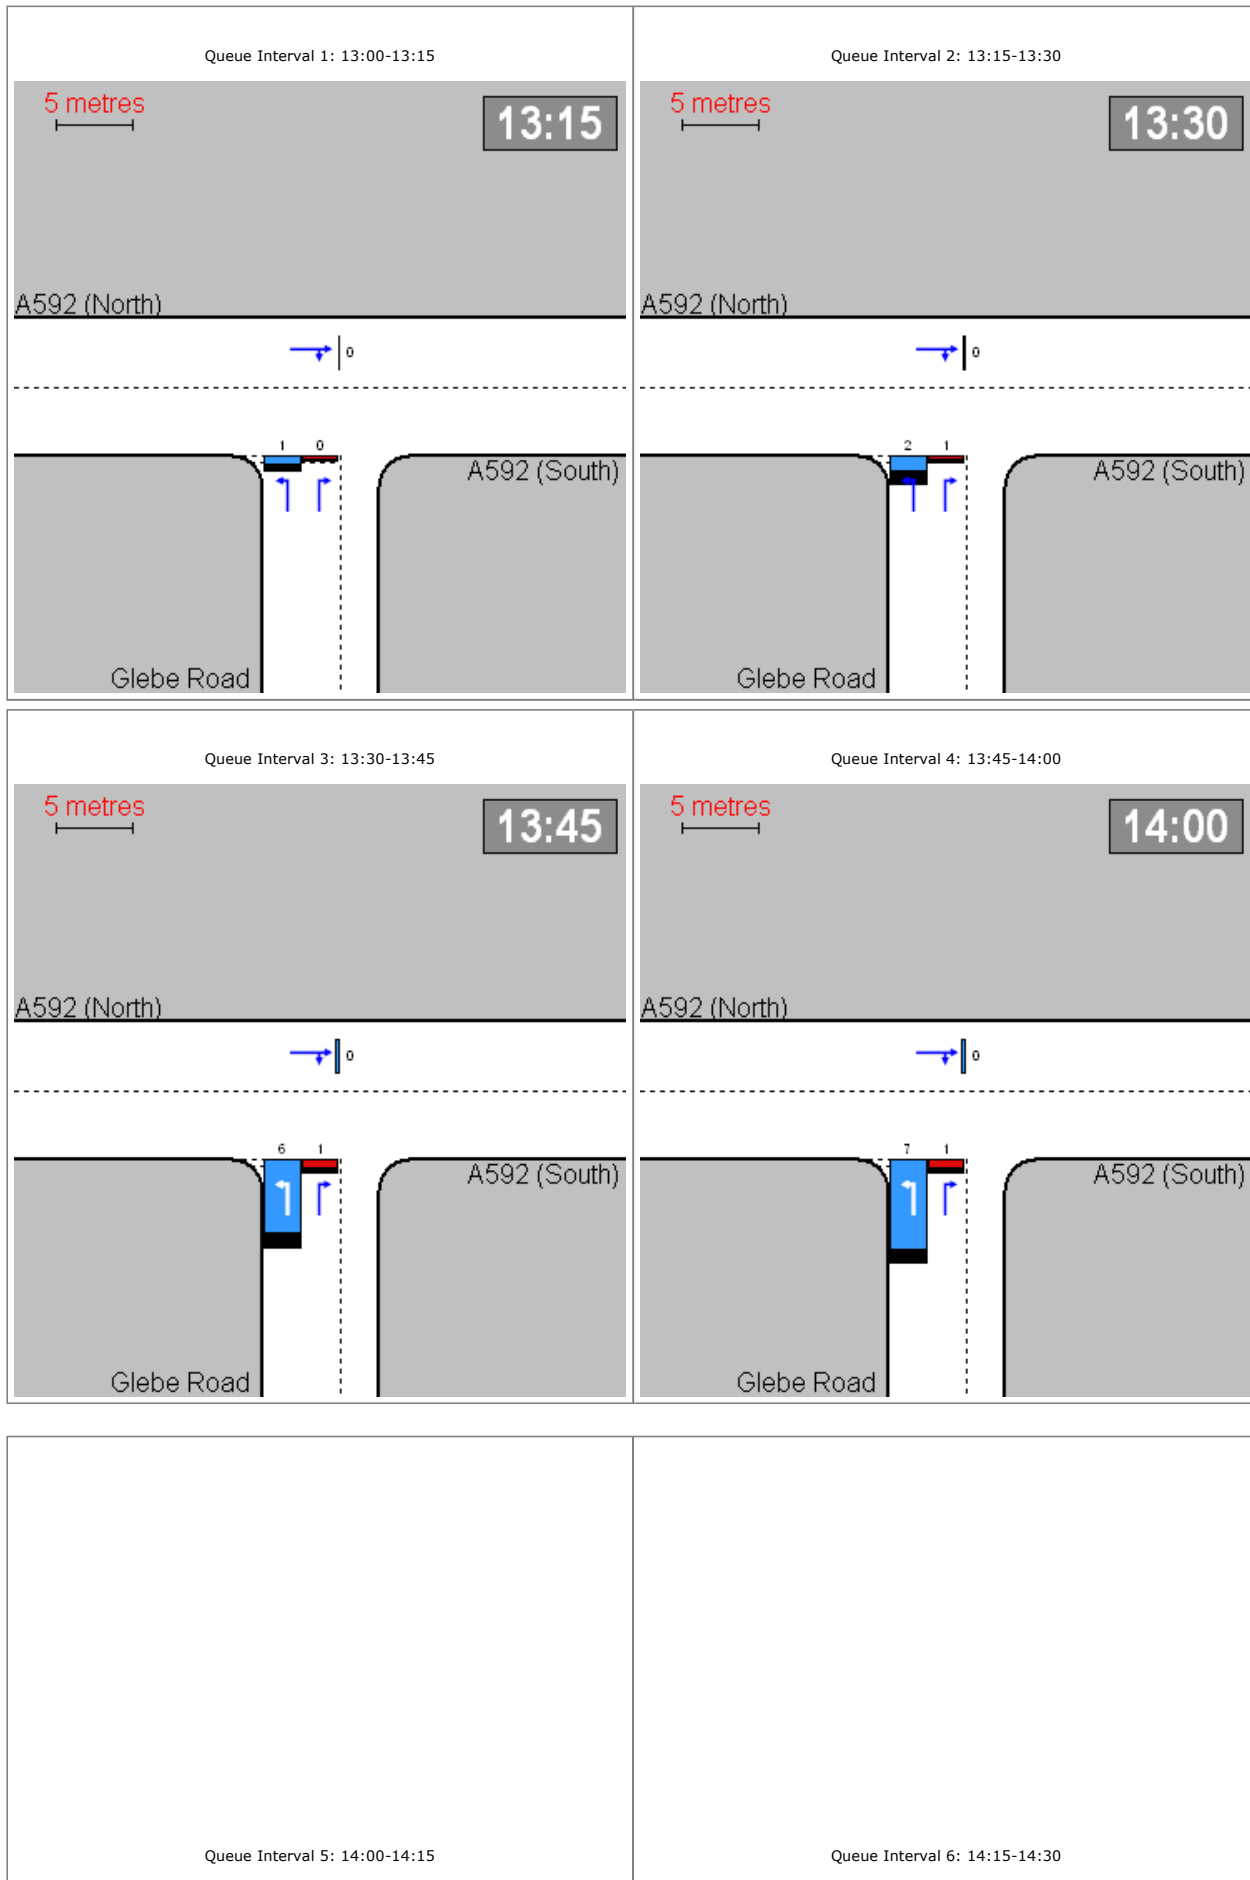 Queue Interval 1: 13:00-13:15
5 metres
13:15
A592 (North)
0
1 0
A592 (South)
Glebe Road
Queue Interval 2: 13:15-13:30
5 metres
13:30
A592 (North)
0
2 1
A592 (South)
Glebe Road
Queue Interval 3: 13:30-13:45
5 metres
13:45
A592 (North)
0
6 1
A592 (South)
Glebe Road
Queue Interval 4: 13:45-14:00
5 metres
14:00
A592 (North)
0
7 1
A592 (South)
Glebe Road
Queue Interval 5: 14:00-14:15
Queue Interval 6: 14:15-14:30